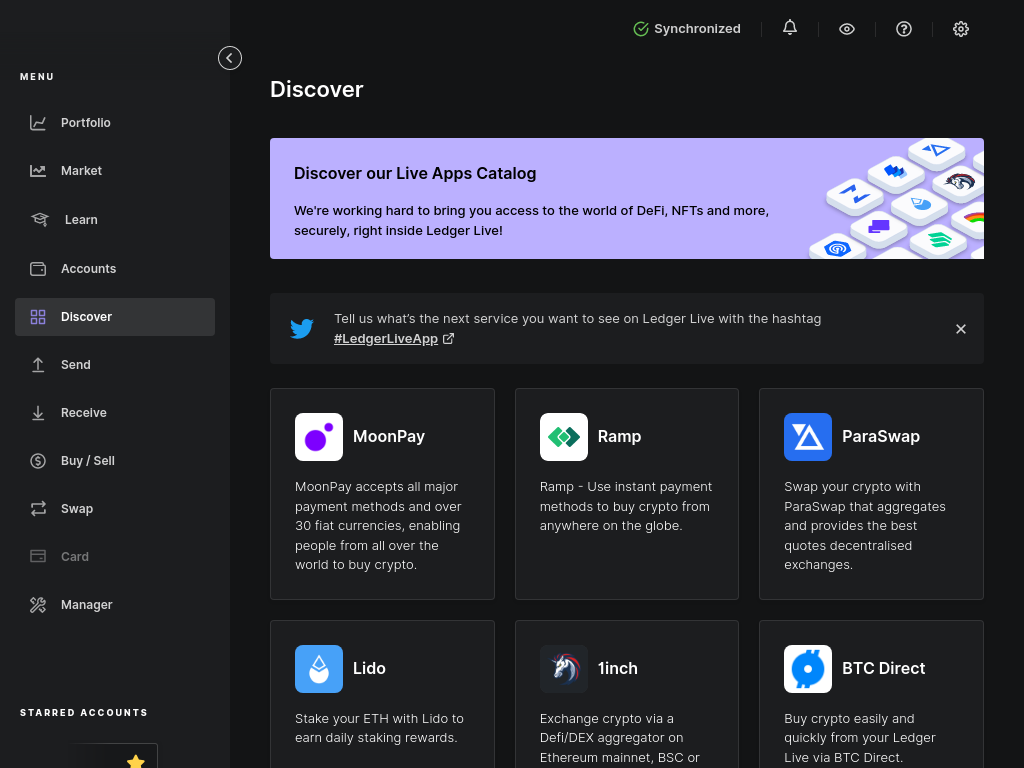 Synchronized
MENU
Portfolio
Market
Learn
Accounts
Discover
Send
Receive
Buy / Sell
Swap
Card
Manager
STARRED ACCOUNTS
Discover
Discover our Live Apps Catalog
We're working hard to bring you access to the world of DeFi, NFTs and more,
securely, right inside Ledger Live!
Tell us what's the next service you want to see on Ledger Live with the hashtag
#LedgerLiveApp
MoonPay
MoonPay accepts all major
payment methods and over
30 fiat currencies, enabling
people from all over the
world to buy crypto.
Ramp
Ramp - Use instant payment
methods to buy crypto from
anywhere on the globe.
ParaSwap
Swap your crypto with
ParaSwap that aggregates
and provides the best
quotes decentralised
exchanges.
Lido
Stake your ETH with Lido to
earn daily staking rewards.
1inch
Exchange crypto via a
Defi/DEX aggregator on
Ethereum mainnet, BSC or
BTC Direct
Buy crypto easily and
quickly from your Ledger
Live via BTC Direct.